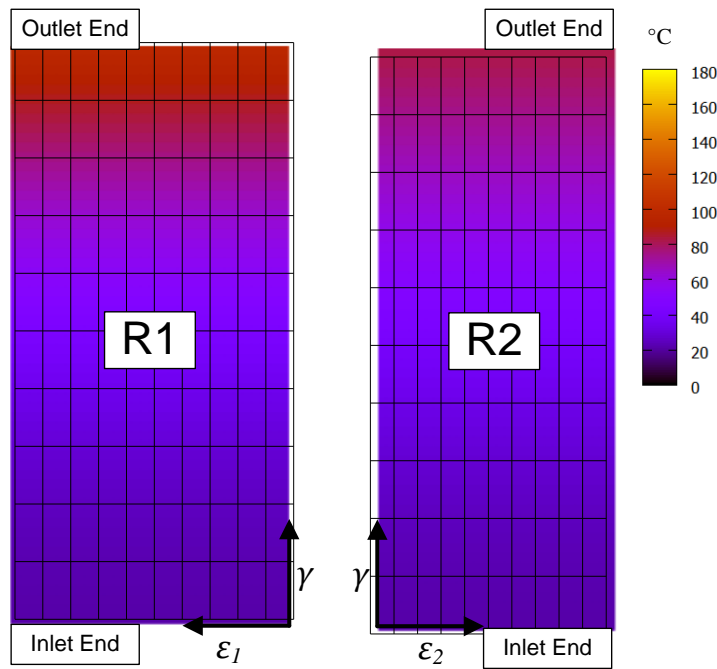 Outlet End
Outlet End
°C
180
160
140
120
100
80
60
40
20
0
R1
R2
γ
γ
Inlet End
ε1
ε2
Inlet End